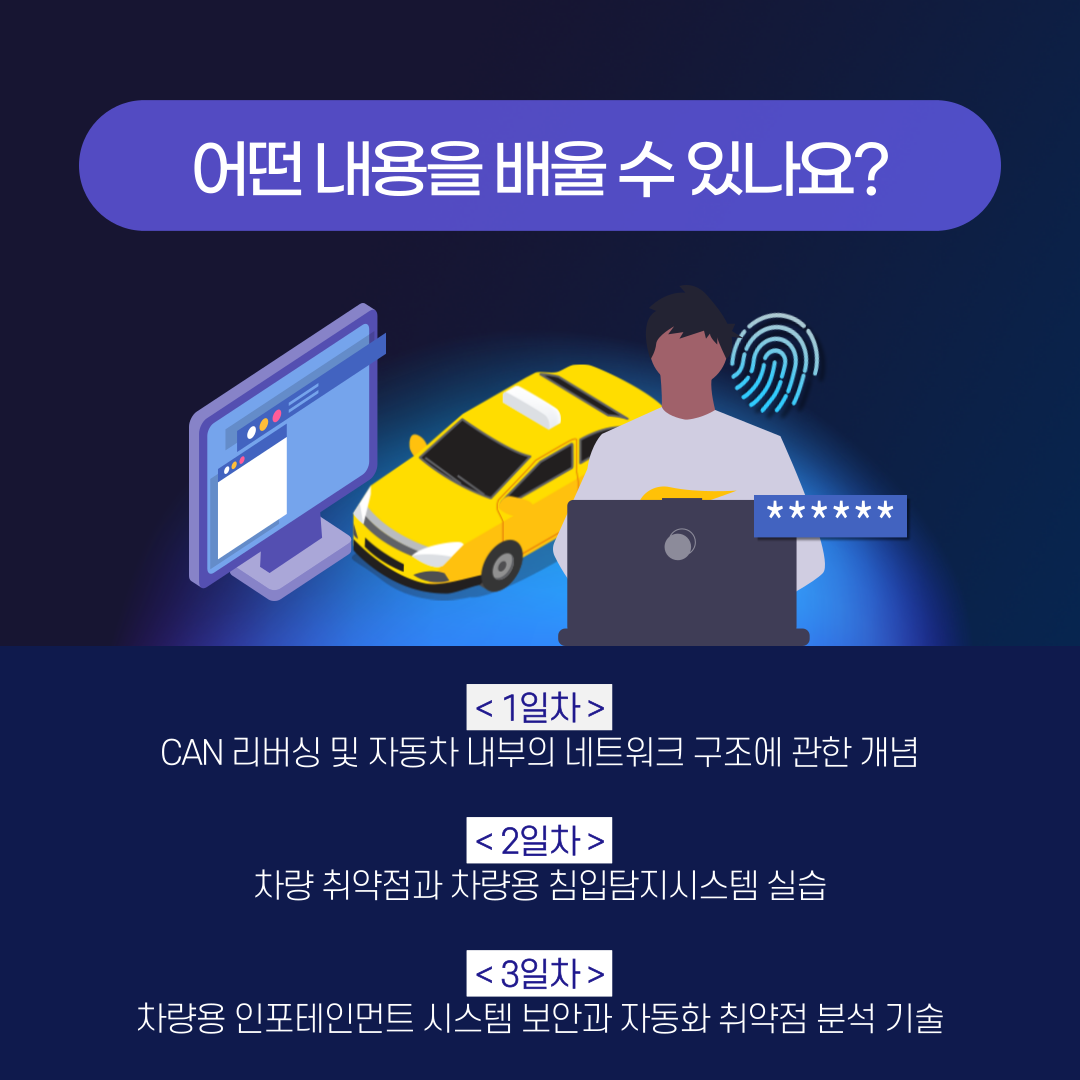 어떤 내용을 배울 수 있나요?
******
< 1일차 >
CAN 리버싱 및 자동차 내부의 네트워크 구조에 관한 개념
< 2일차 >
차량 취약점과 차량용 침입탐지시스템 실습
< 3일차 >
차량용 인포테인먼트 시스템 보안과 자동화 취약점 분석 기술